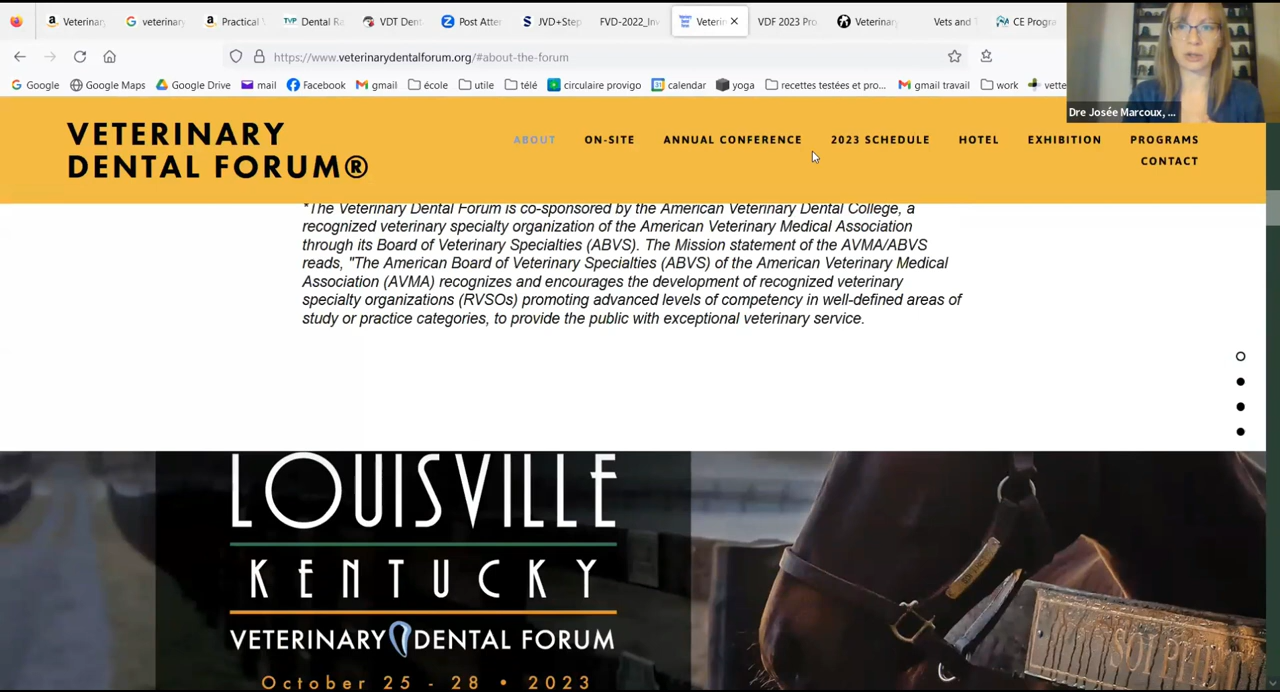 Veterinary
veterinary
Practical V
TVP Dental Ra
VDT Dent
Post Atte
S JVD+Step
FVD-2022_Inv
Veterin
VDF 2023 Pro
Veterinary
Vets and T
CE Progra
https://www.veterinarydentalforum.org/#about-the-forum
Google
Google Maps
Google Drive
mail
Facebook
gmail
école
utile
télé
circulaire provigo
calendar
yoga
recettes testées et pro...
gmail travail
work
vette
Dre Josée Marcoux, ...
VETERINARY
DENTAL FORUM®
ABOUT
ON-SITE
ANNUAL CONFERENCE
2023 SCHEDULE
HOTEL
EXHIBITION
PROGRAMS
CONTACT
*The Veterinary Dental Forum is co-sponsored by the American Veterinary Dental College, a
recognized veterinary specialty organization of the American Veterinary Medical Association
through its Board of Veterinary Specialties (ABVS). The Mission statement of the AVMA/ABVS
reads, "The American Board of Veterinary Specialties (ABVS) of the American Veterinary Medical
Association (AVMA) recognizes and encourages the development of recognized veterinary
specialty organizations (RVSOs) promoting advanced levels of competency in well-defined areas of
study or practice categories, to provide the public with exceptional veterinary service.
LOUISVILLE
KENTUCKY
VETERINARY DENTAL FORUM
October 25 - 28 • 2023